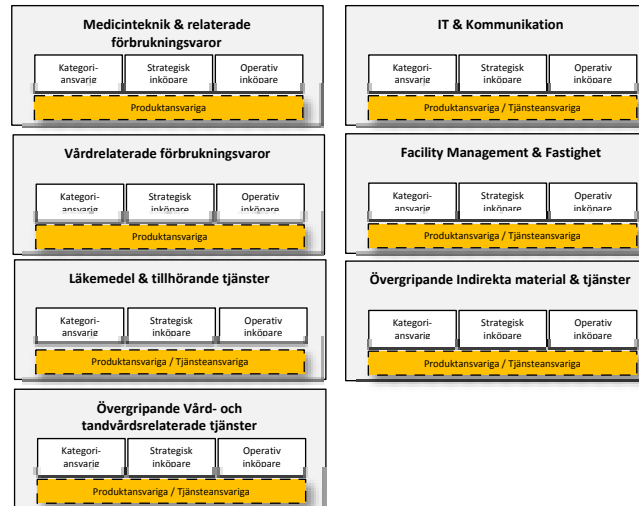 Medicinteknik & relaterade
förbrukningsvaror
Kategori-
ansvarig
Strategisk
inköpare
Operativ
inköpare
Produktansvariga
Vårdrelaterade förbrukningsvaror
Kategori-
ansvarig
Strategisk
inköpare
Operativ
inköpare
Produktansvariga
Läkemedel & tillhörande tjänster
Kategori-
ansvarig
Strategisk
inköpare
Operativ
inköpare
Produktansvariga / Tjänsteansvariga
Övergripande Vård- och
tandvårdsrelaterade tjänster
Kategori-
ansvarig
Strategisk
inköpare
Operativ
inköpare
Produktansvariga / Tjänsteansvariga
IT & Kommunikation
Kategori-
ansvarig
Strategisk
inköpare
Operativ
inköpare
Produktansvariga / Tjänsteansvariga
Facility Management & Fastighet
Kategori-
ansvarig
Strategisk
inköpare
Operativ
inköpare
Produktansvariga / Tjänsteansvariga
Övergripande Indirekta material & tjänster
Kategori-
ansvarig
Strategisk
inköpare
Operativ
inköpare
Produktansvariga / Tjänsteansvariga